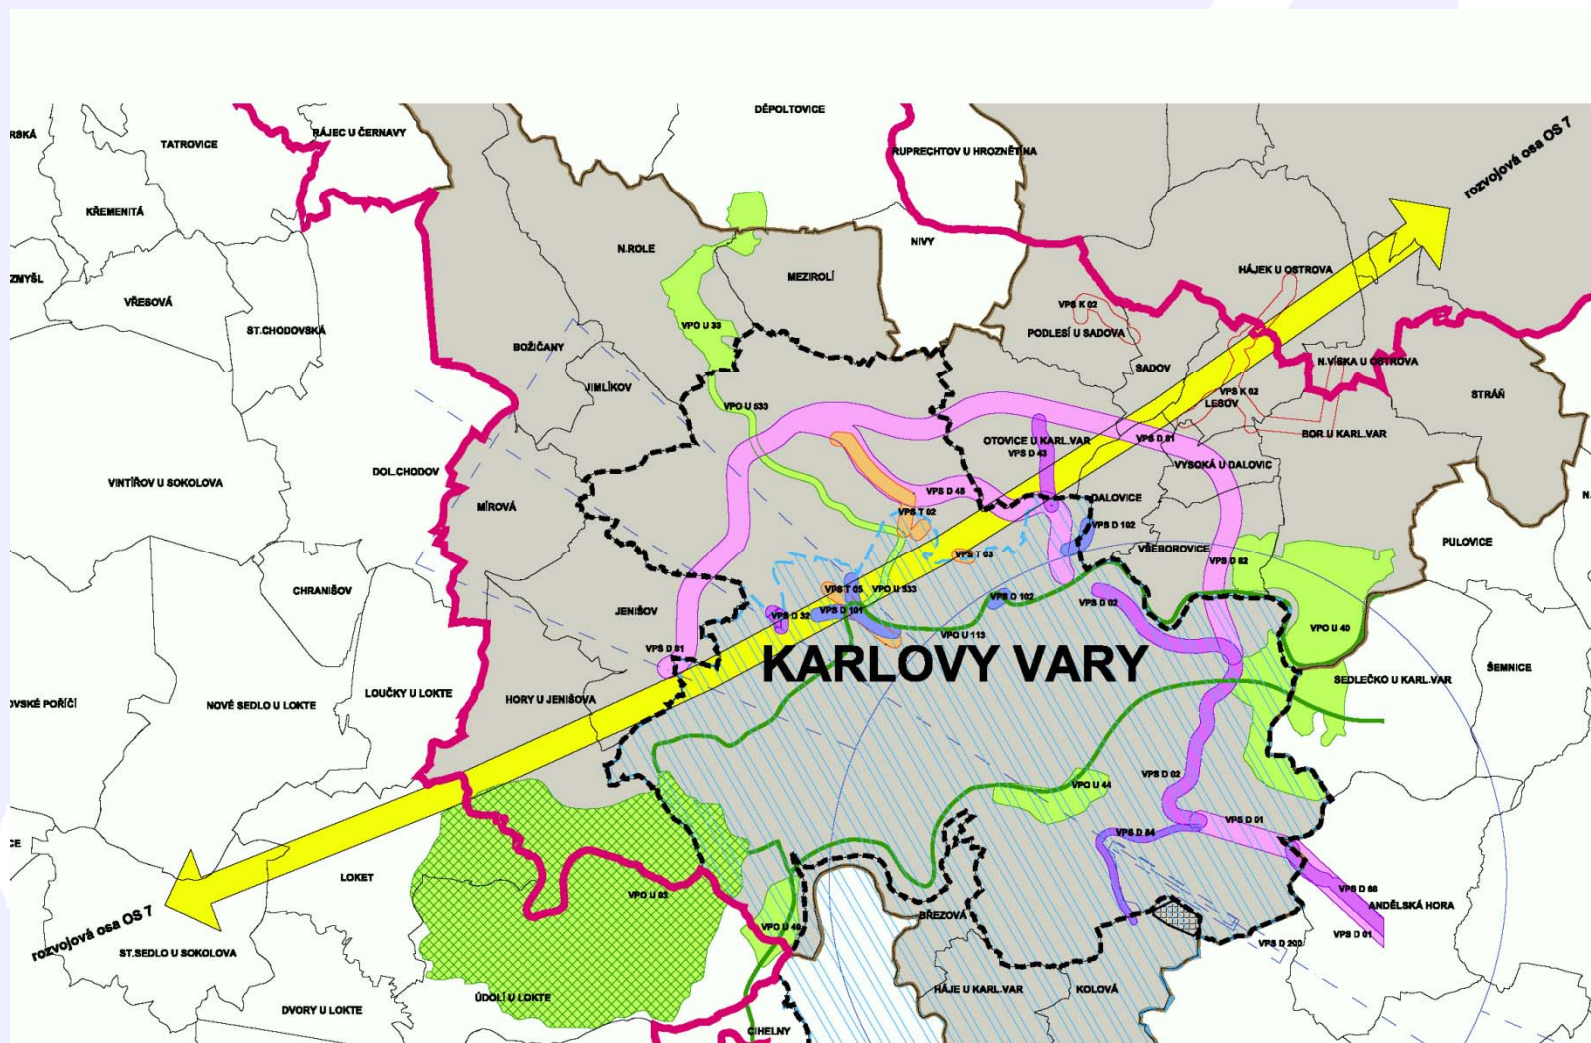 DĚPOLTOVICE
RSKÁ
RÁJEC U ČERNAVY
TATROVICE
RUPRECHTOV U HROZNĚTÍNA
rozvojová osa OS 7
KŘEMENITÁ
N.ROLE
NIVY
MEZIROLÍ
HÁJEK U OSTROVA
ZMYŠL
VŘESOVÁ
ST.CHODOVSKÁ
VPS K 02
VPO U 33
PODLESÍ U SADOVA
BOŽIČANY
N.VÍSKA U OSTROVA
SADOV
JIMLÍKOV
VPS K 02
STRÁŇ
VPO U 533
LESOV
BOR U KARL.VAR
OTOVICE U KARL.VAR
VPS D 81
VPS D 43
DOL.CHODOV
VYSOKÁ U DALOVIC
VINTÍŘOV U SOKOLOVA
VPS D 45
N.
MÍROVÁ
DALOVICE
VPS T 02
VPS D 102
PULOVICE
VŠEBOROVICE
VPS T 03
VPS D 82
CHRANIŠOV
VPS T 05
VPO U 533
VPS D 102
VPS D 02
JENIŠOV
VPS D 32
VPS D 101
VPO U 113
VPO U 40
VPS D 81
KARLOVY VARY
ŠEMNICE
SEDLEČKO U KARL.VAR
LOUČKY U LOKTE
HORY U JENIŠOVA
OVSKÉ POŘÍČÍ
NOVÉ SEDLO U LOKTE
VPS D 02
VPO U 44
VPS D 01
VPS D 84
CE
LOKET
VPO U 93
VPS D 66
ANDĚLSKÁ HORA
BŘEZOVÁ
VPO U 49
VPS D 01
rozvojová osa OS 7
VPS D 200
ST.SEDLO U SOKOLOVA
HÁJE U KARL.VAR
KOLOVÁ
ÚDOLÍ U LOKTE
DVORY U LOKTE
CIHELNY